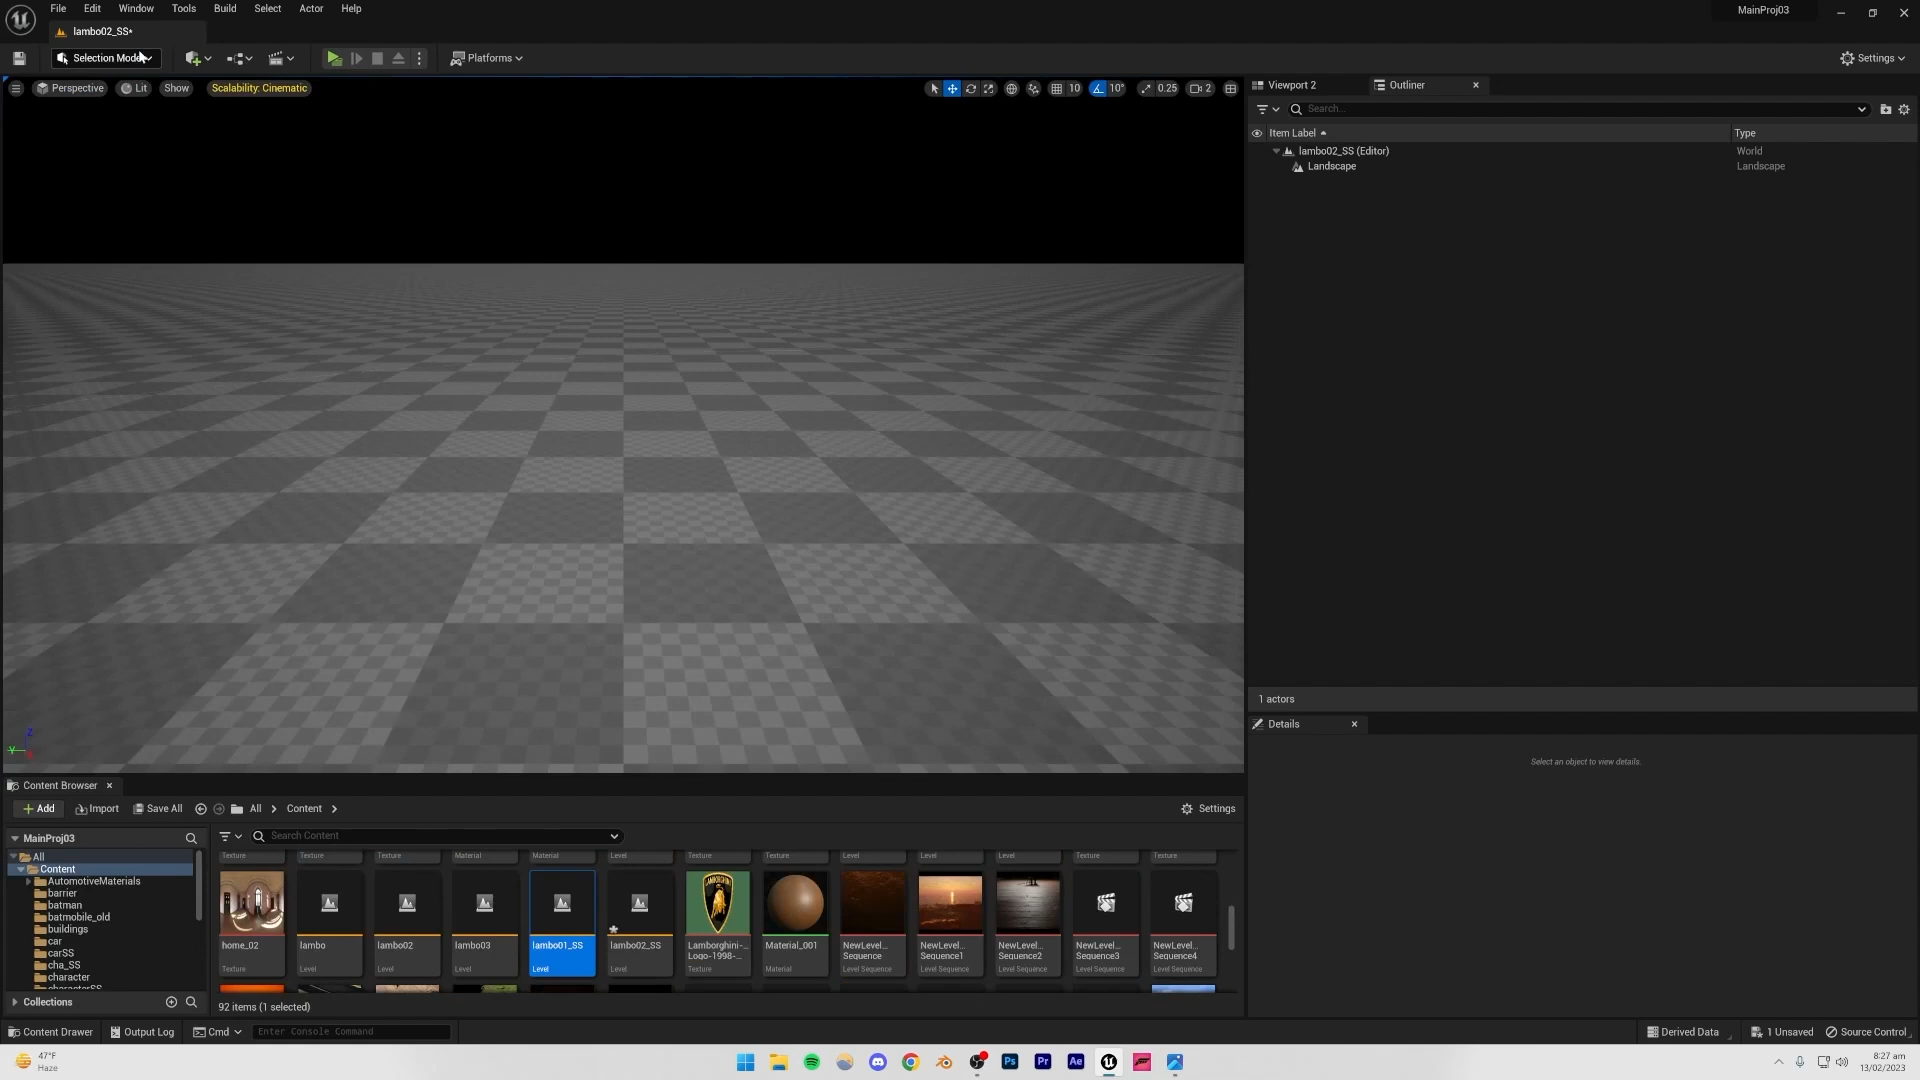 File Edit Window Tools Build Select Actor Help
MainProj03
lambo02_SS*
Selection Mode
Platforms
Settings
Perspective Lit Show Scalability: Cinematic
10 10° 0.25 2
Viewport 2 Outliner
Search...
Item Label Type
lambo02_SS (Editor) World
Landscape Landscape
1 actors
Details
Select an object to view details.
Z
Y
Content Browser
Add Import Save All All Content
Settings
MainProj03
Search Content
All
Content
AutomotiveMaterials
barrier
batman
batmobile_old
buildings
car
carSS
cha_SS
character
characterSS
Collections
Texture Texture Texture Material Material Level Texture Texture Level Level Level Texture Texture
home_02 lambo lambo02 lambo03 lambo01_SS lambo02_SS Lamborghini-... Material_001 NewLevel... NewLevel... NewLevel... NewLevel... NewLevel...
Logo-1998-... Sequence Sequence1 Sequence2 Sequence3 Sequence4
Texture Level Level Level Level Level Texture Material Level Sequence Level Sequence Level Sequence Level Sequence Level Sequence
LAMBORGHINI
92 items (1 selected)
Content Drawer Output Log Cmd Enter Console Command
Derived Data 1 Unsaved Source Control
47°F
Haze
Ps Pr Ae
8:27 am
13/02/2023